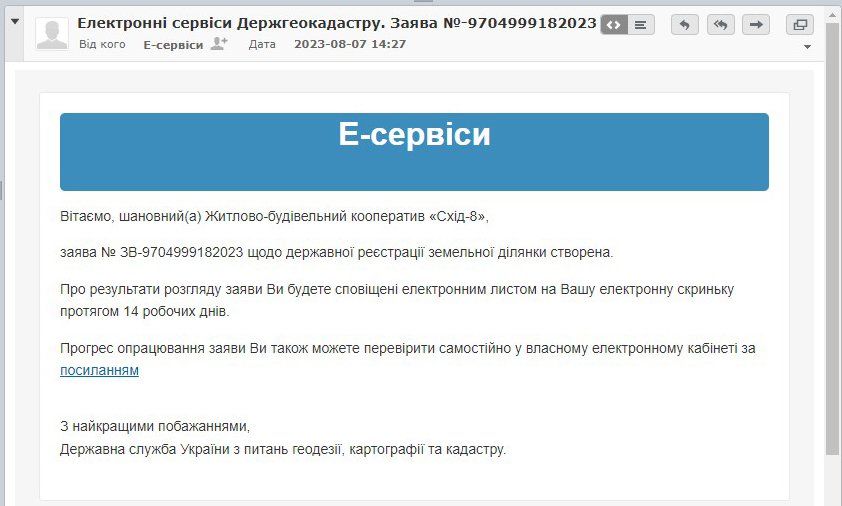 Електронні сервіси Держгеокадастру. Заява №-9704999182023
Від кого Е-сервіси Дата 2023-08-07 14:27
Е-сервіси
Вітаємо, шановний(а) Житлово-будівельний кооператив «Схід-8»,
заява № ЗВ-9704999182023 щодо державної реєстрації земельної ділянки створена.
Про результати розгляду заяви Ви будете сповіщені електронним листом на Вашу електронну скриньку
протягом 14 робочих днів.
Прогрес опрацювання заяви Ви також можете перевірити самостійно у власному електронному кабінеті за
посиланням
З найкращими побажаннями,
Державна служба України з питань геодезії, картографії та кадастру.